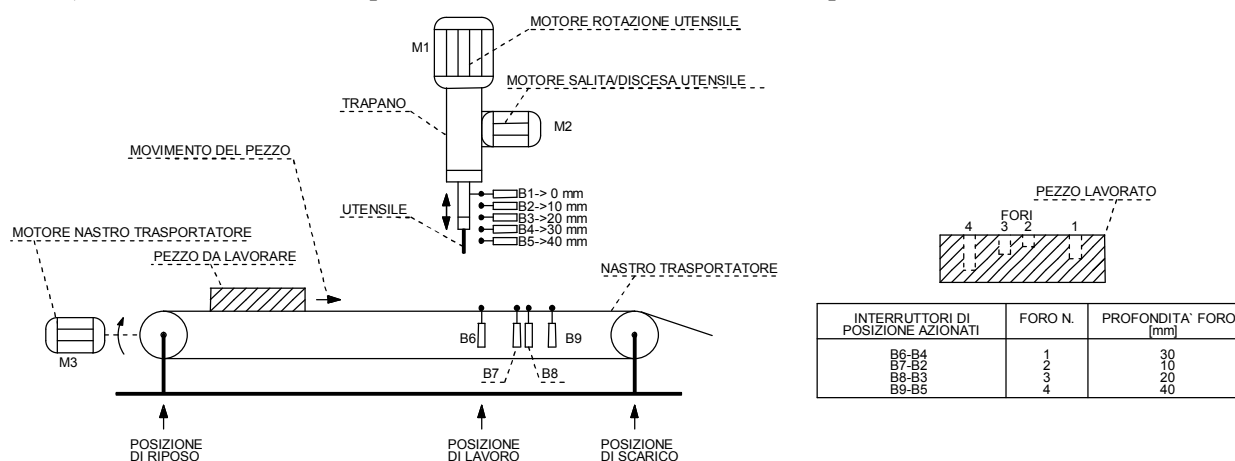 MOTORE ROTAZIONE UTENSILE
M1
MOTORE SALITA/DISCESA UTENSILE
TRAPANO
M2
MOVIMENTO DEL PEZZO
B1-> 0 mm
B2->10 mm
B3->20 mm
B4->30 mm
B5->40 mm
UTENSILE
MOTORE NASTRO TRASPORTATORE
PEZZO DA LAVORARE
NASTRO TRASPORTATORE
M3
B6
B9
B7
B8
POSIZIONE
DI RIPOSO
POSIZIONE
DI LAVORO
POSIZIONE
DI SCARICO
PEZZO LAVORATO
FORI
4 3 2 1
INTERRUTTORI DI
POSIZIONE AZIONATI
FORO N.
PROFONDITA` FORO
[mm]
B6-B4 1 30
B7-B2 2 10
B8-B3 3 20
B9-B5 4 40